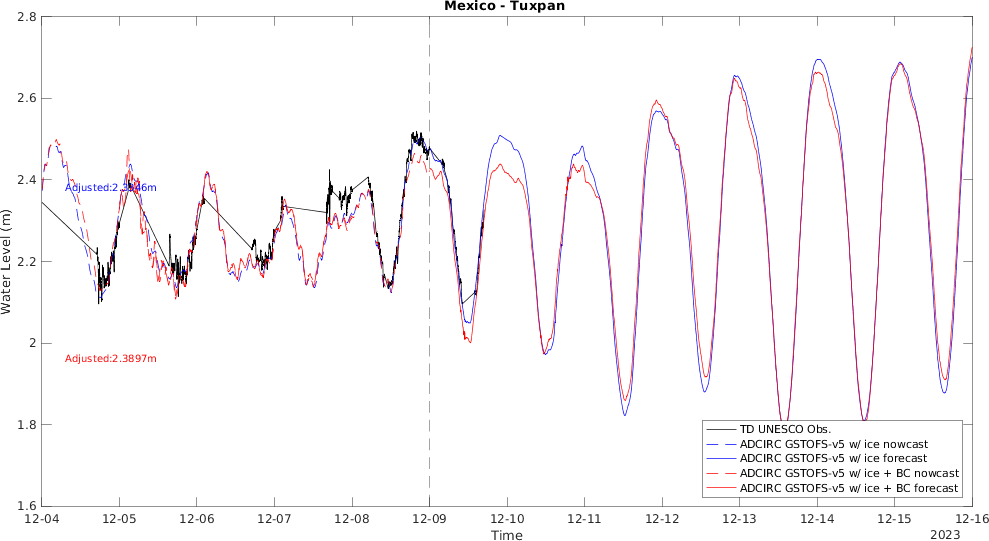 Mexico - Tuxpan
2.8
2.6
2.4
2.2
2
1.8
1.6
Water Level (m)
Adjusted:2.3846m
Adjusted:2.3897m
TD UNESCO Obs.
ADCIRC GSTOFS-v5 w/ ice nowcast
ADCIRC GSTOFS-v5 w/ ice forecast
ADCIRC GSTOFS-v5 w/ ice + BC nowcast
ADCIRC GSTOFS-v5 w/ ice + BC forecast
12-04 12-05 12-06 12-07 12-08 12-09 12-10 12-11 12-12 12-13 12-14 12-15 12-16
Time
2023